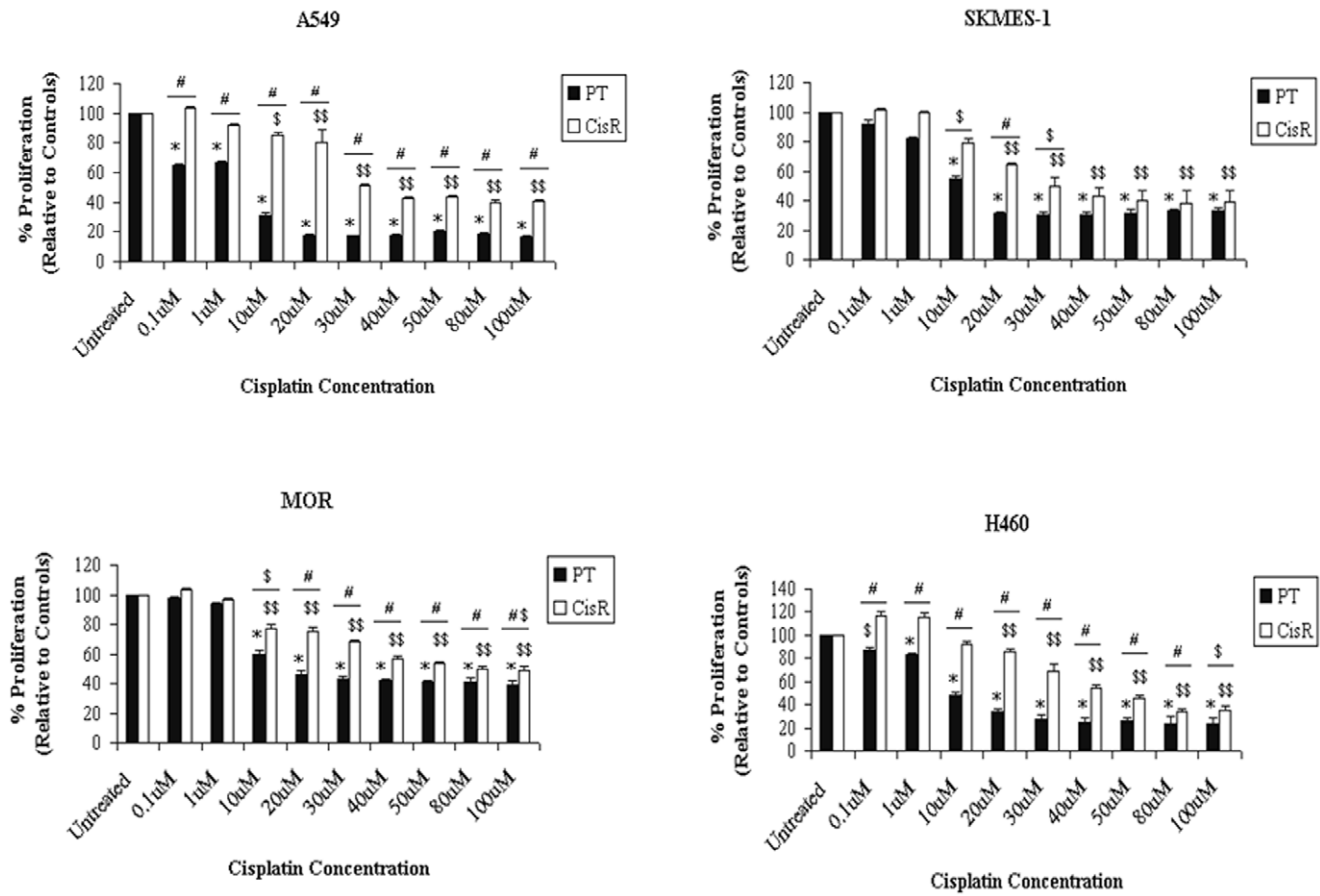 A549
% Proliferation
(Relative to Controls)
120
100
80
60
40
20
0
# # # # # # # # #
$ $$ $$ $$ $$ $$ $$
* * * * * * * * *
PT
CisR
Untreated
0.1uM
1uM
10uM
20uM
30uM
40uM
50uM
80uM
100uM
Cisplatin Concentration
SKMES-1
% Proliferation
(Relative to Controls)
120
100
80
60
40
20
0
$ # $
$$ $$ $$ $$ $$ $$
* * * * * * *
PT
CisR
Untreated
0.1uM
1uM
10uM
20uM
30uM
40uM
50uM
80uM
100uM
Cisplatin Concentration
MOR
% Proliferation
(Relative to Controls)
120
100
80
60
40
20
0
$ # # # # # #$
$$ $$ $$ $$ $$ $$ $$
* * * * * * *
PT
CisR
Untreated
0.1uM
1uM
10uM
20uM
30uM
40uM
50uM
80uM
100uM
Cisplatin Concentration
H460
% Proliferation
(Relative to Controls)
140
120
100
80
60
40
20
0
# # # # # # # # $
$$ $$ $$ $$ $$ $$
$ * * * * * * * *
PT
CisR
Untreated
0.1uM
1uM
10uM
20uM
30uM
40uM
50uM
80uM
100uM
Cisplatin Concentration